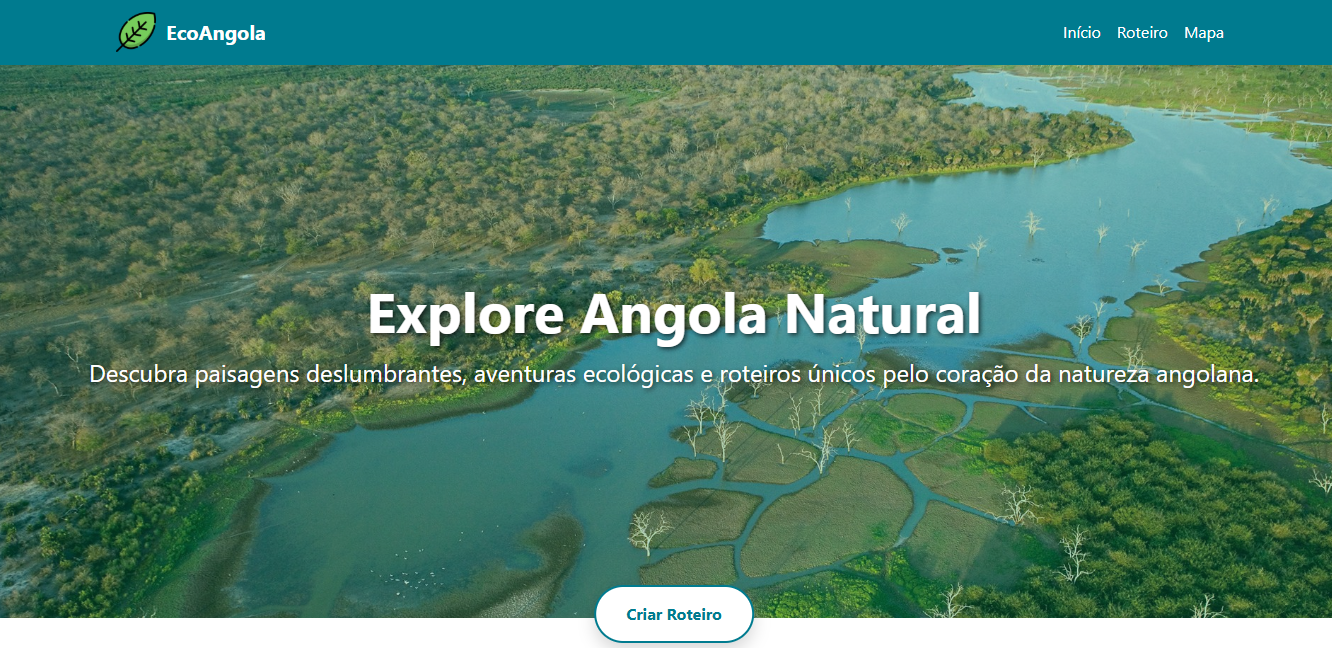 EcoAngola
Início Roteiro Mapa
Explore Angola Natural
Descubra paisagens deslumbrantes, aventuras ecológicas e roteiros únicos pelo coração da natureza angolana.
Criar Roteiro